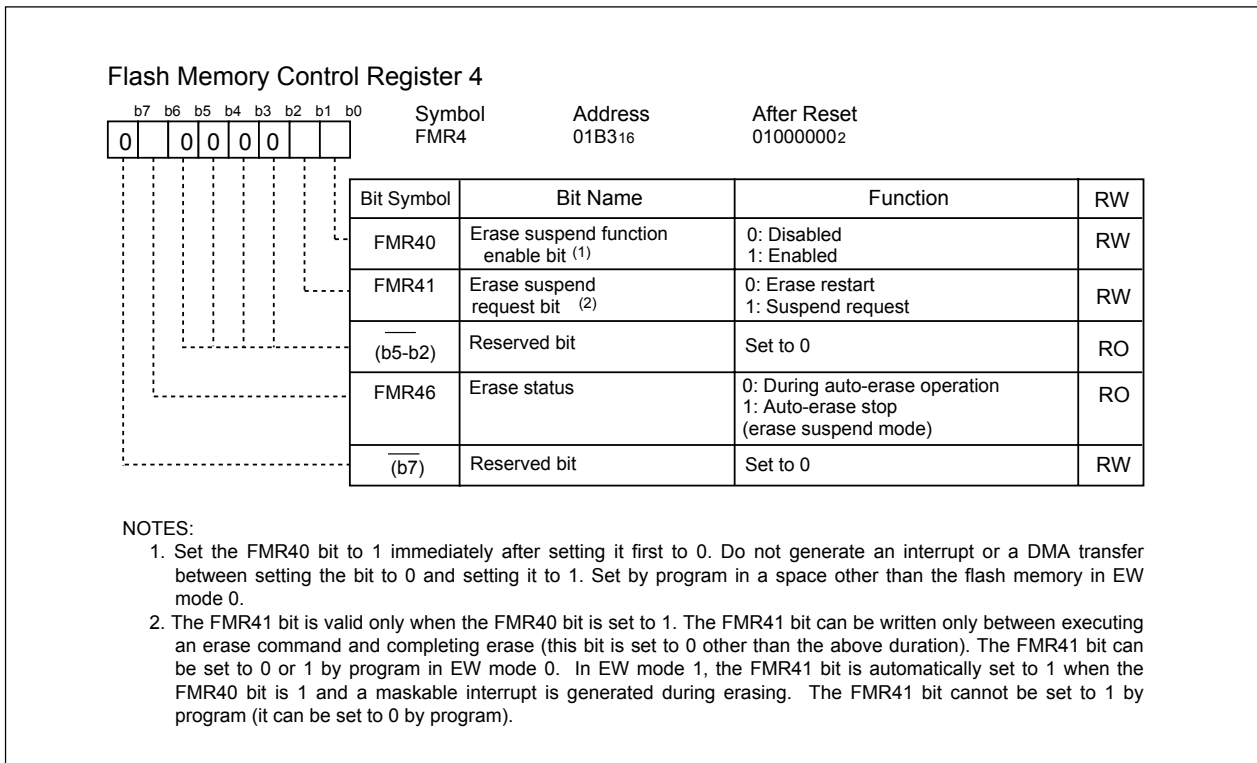 Flash Memory Control Register 4
b7 b6 b5 b4 b3 b2 b1 b0 Symbol Address After Reset
0 0 0 0 0 FMR4 01B316 010000002
Bit Symbol Bit Name Function RW
FMR40 Erase suspend function enable bit (1) 0: Disabled RW
1: Enabled
FMR41 Erase suspend request bit (2) 0: Erase restart RW
1: Suspend request
(b5-b2) Reserved bit Set to 0 RO
FMR46 Erase status 0: During auto-erase operation RO
1: Auto-erase stop
(erase suspend mode)
(b7) Reserved bit Set to 0 RW
NOTES:
1. Set the FMR40 bit to 1 immediately after setting it first to 0. Do not generate an interrupt or a DMA transfer
between setting the bit to 0 and setting it to 1. Set by program in a space other than the flash memory in EW
mode 0.
2. The FMR41 bit is valid only when the FMR40 bit is set to 1. The FMR41 bit can be written only between executing
an erase command and completing erase (this bit is set to 0 other than the above duration). The FMR41 bit can
be set to 0 or 1 by program in EW mode 0. In EW mode 1, the FMR41 bit is automatically set to 1 when the
FMR40 bit is 1 and a maskable interrupt is generated during erasing. The FMR41 bit cannot be set to 1 by
program (it can be set to 0 by program).